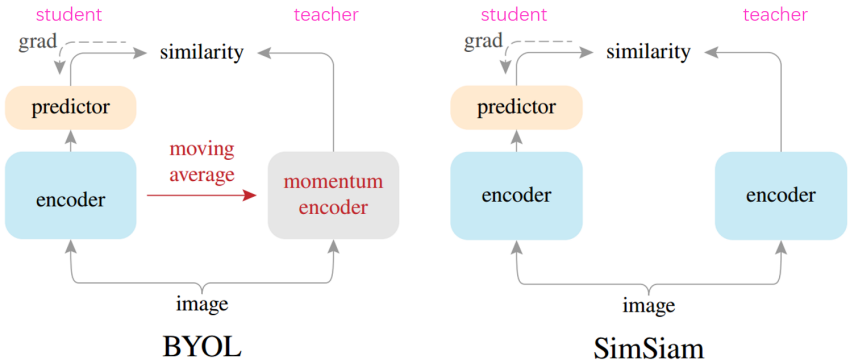 student
teacher
grad
similarity
predictor
encoder
moving
average
momentum
encoder
image
BYOL
student
teacher
grad
similarity
predictor
encoder
encoder
image
SimSiam